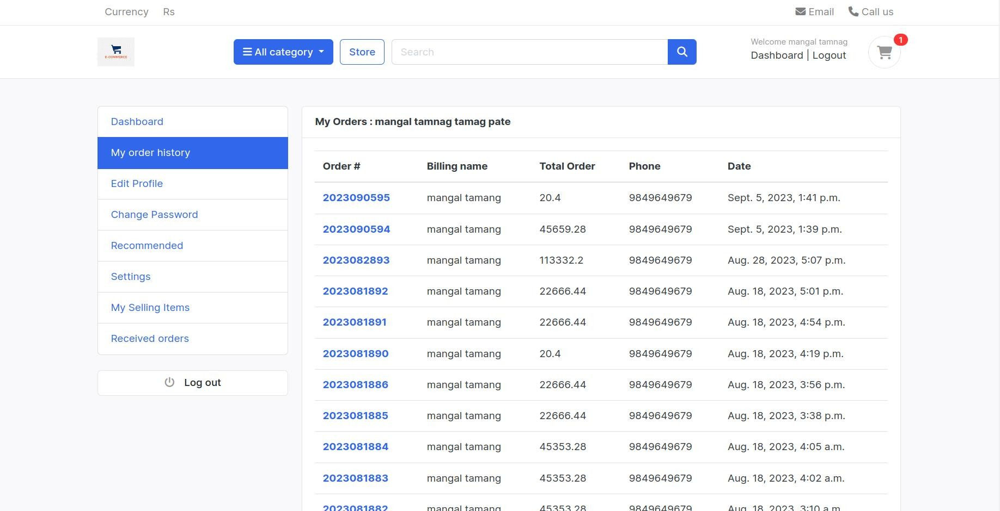 Currency Rs Email Call us
E-COMMERCE
All category Store Search
Welcome mangal tamnag
Dashboard | Logout
1
Dashboard
My order history
Edit Profile
Change Password
Recommended
Settings
My Selling Items
Received orders
Log out
My Orders : mangal tamnag tamag pate
Order # Billing name Total Order Phone Date
2023090595 mangal tamang 20.4 9849649679 Sept. 5, 2023, 1:41 p.m.
2023090594 mangal tamang 45659.28 9849649679 Sept. 5, 2023, 1:39 p.m.
2023082893 mangal tamang 113332.2 9849649679 Aug. 28, 2023, 5:07 p.m.
2023081892 mangal tamang 22666.44 9849649679 Aug. 18, 2023, 5:01 p.m.
2023081891 mangal tamang 22666.44 9849649679 Aug. 18, 2023, 4:54 p.m.
2023081890 mangal tamang 20.4 9849649679 Aug. 18, 2023, 4:19 p.m.
2023081886 mangal tamang 22666.44 9849649679 Aug. 18, 2023, 3:56 p.m.
2023081885 mangal tamang 22666.44 9849649679 Aug. 18, 2023, 3:38 p.m.
2023081884 mangal tamang 45353.28 9849649679 Aug. 18, 2023, 4:05 a.m.
2023081883 mangal tamang 45353.28 9849649679 Aug. 18, 2023, 4:02 a.m.
2023081882 mangal tamang 45353.28 9849649679 Aug. 18, 2023, 3:10 a.m.